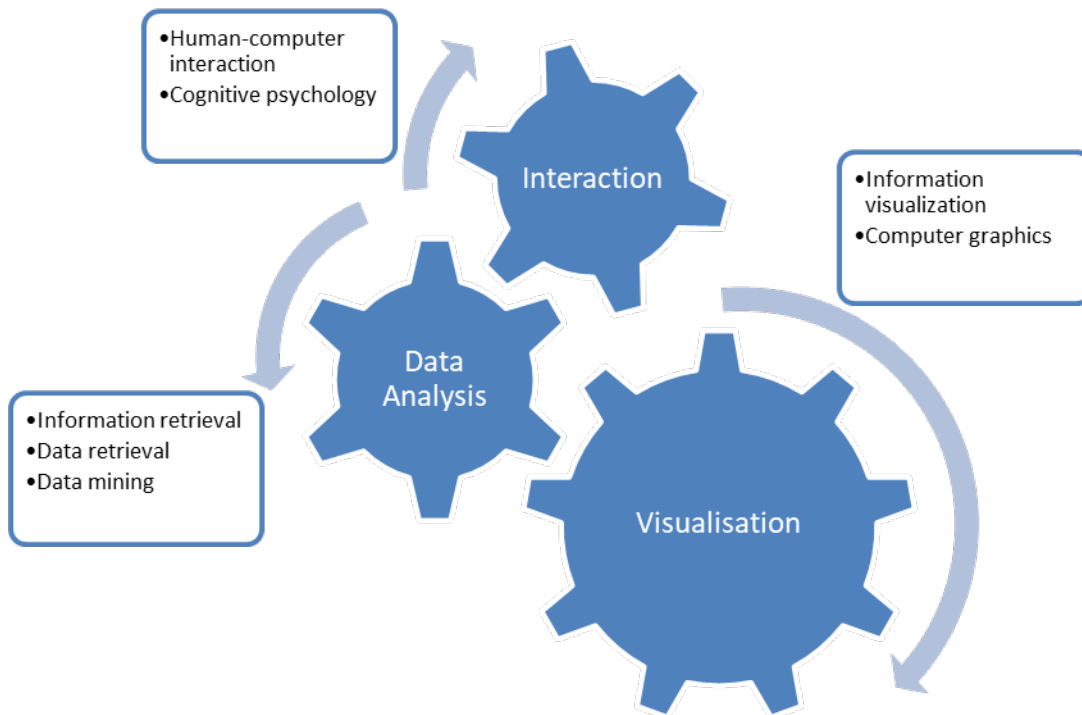 •Human-computer
interaction
•Cognitive psychology
Interaction
•Information
visualization
•Computer graphics
Data
Analysis
•Information retrieval
•Data retrieval
•Data mining
Visualisation